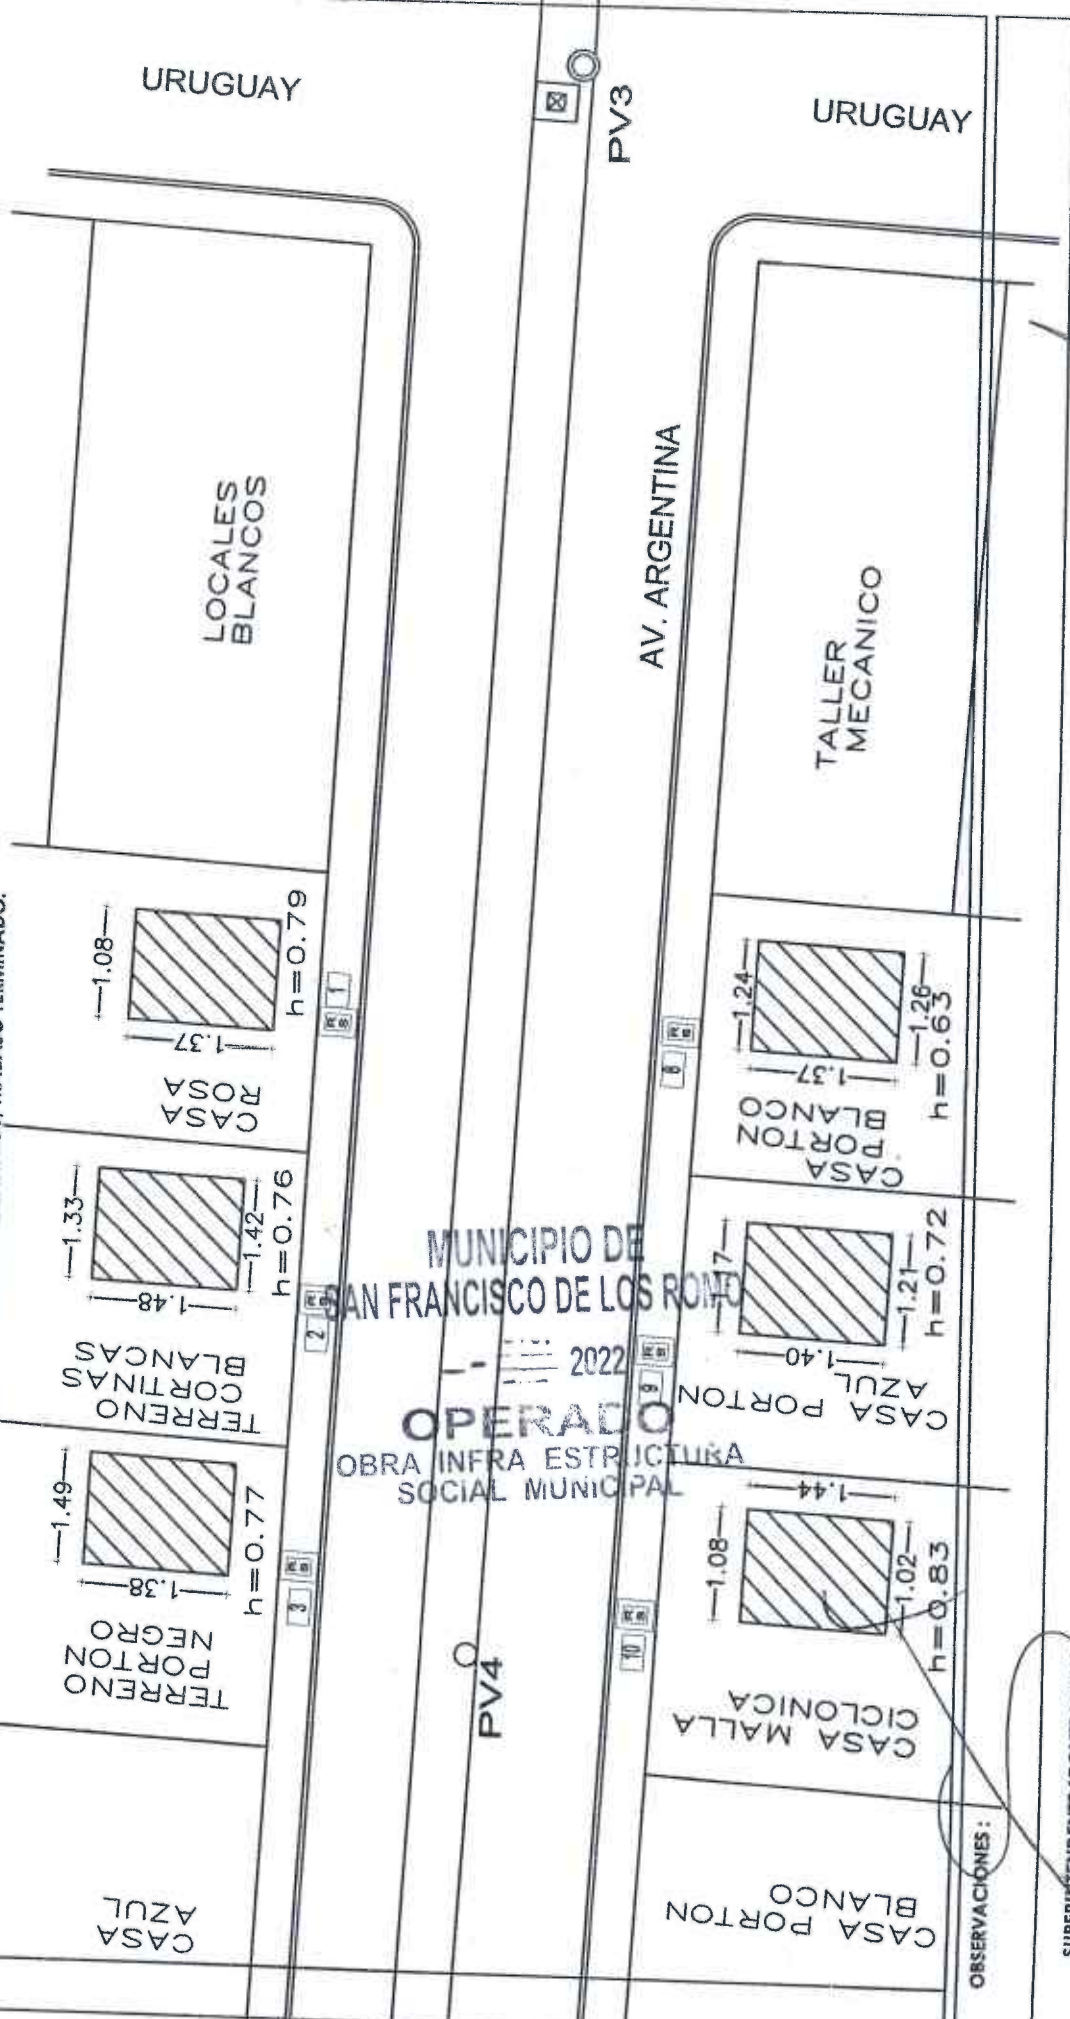 URUGUAY
PV3
URUGUAY
LOCALES
BLANCOS
AV. ARGENTINA
TALLER
MECANICO
TERMINADO.
1.08
1.37
h=0.79
CASA
ROSA
1
R
S
1.24
1.37
1.26
h=0.63
CASA
PORTON
BLANCO
8
R
S
1.33
1.48
1.42
h=0.76
TERRENO
CORTINAS
BLANCAS
2
R
1.40
1.21
h=0.72
CASA PORTON
AZUL
9
R
S
MUNICIPIO DE
SAN FRANCISCO DE LOS ROMO
2022
OPERADO
OBRA INFRA ESTRUCTURA
SOCIAL MUNICIPAL
1.49
1.38
h=0.77
TERRENO
PORTON
NEGRO
3
R
S
1.44
1.08
1.02
h=0.83
CASA MALLA
CICLONICA
10
R
S
PV4
CASA
AZUL
CASA PORTON
BLANCO
OBSERVACIONES: